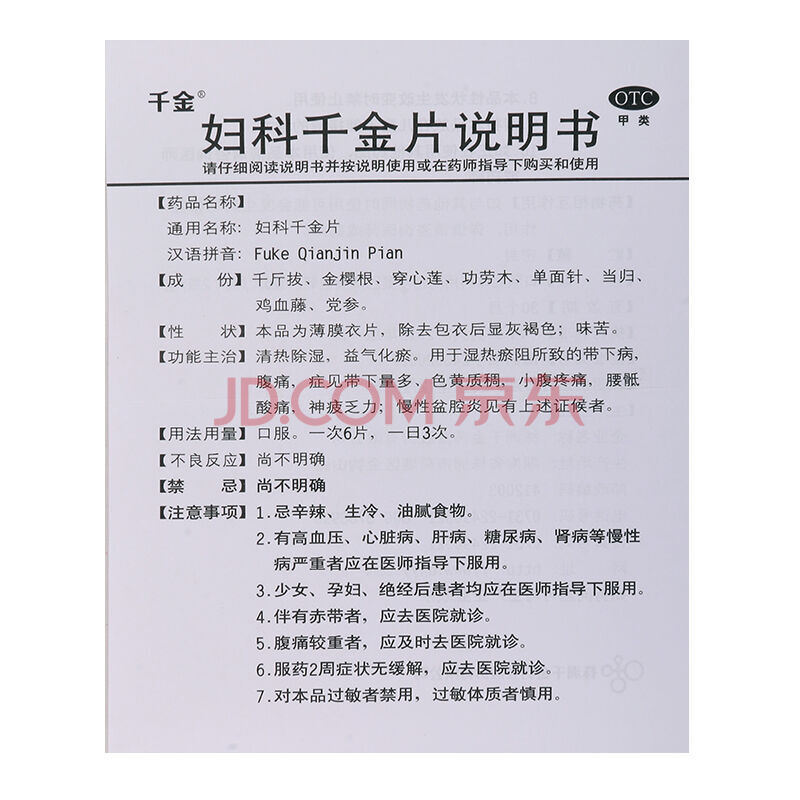 千金®
OTC
甲 类
妇科千金片说明书
请仔细阅读说明书并按说明使用或在药师指导下购买和使用
【药品名称】
通用名称：妇科千金片
汉语拼音：Fuke Qianjin Pian
【成 份】千斤拔、金樱根、穿心莲、功劳木、单面针、当归、
鸡血藤、党参。
【性 状】本品为薄膜衣片，除去包衣后显灰褐色；味苦。
【功能主治】清热除湿，益气化瘀。用于湿热瘀阻所致的带下病，
腹痛，症见带下量多、色黄质稠，小腹疼痛，腰骶
酸痛，神疲乏力；慢性盆腔炎见有上述证候者。
JD.COM 京东
【用法用量】口服。一次6片，一日3次。
【不良反应】尚不明确
【禁 忌】尚不明确
【注意事项】1.忌辛辣、生冷、油腻食物。
2.有高血压、心脏病、肝病、糖尿病、肾病等慢性
病严重者应在医师指导下服用。
3.少女、孕妇、绝经后患者均应在医师指导下服用。
4.伴有赤带者，应去医院就诊。
5.腹痛较重者，应及时去医院就诊。
6.服药2周症状无缓解，应去医院就诊。
7.对本品过敏者禁用，过敏体质者慎用。